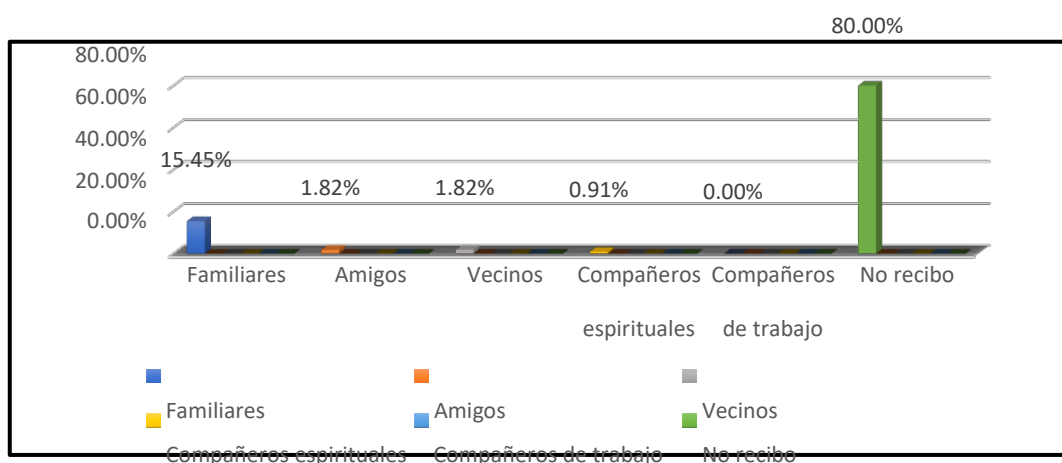 80.00%
80.00%
60.00%
40.00%
15.45%
20.00%
1.82%
1.82%
0.91%
0.00%
0.00%
Familiares Amigos Vecinos Compañeros Compañeros No recibo
espirituales de trabajo
Familiares Amigos Vecinos
Compañeros espirituales Compañeros de trabajo No recibo